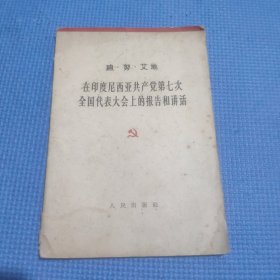 迪·努·艾地
在印度尼西亚共产党第七次
全国代表大会上的报告和讲话
人民出版社